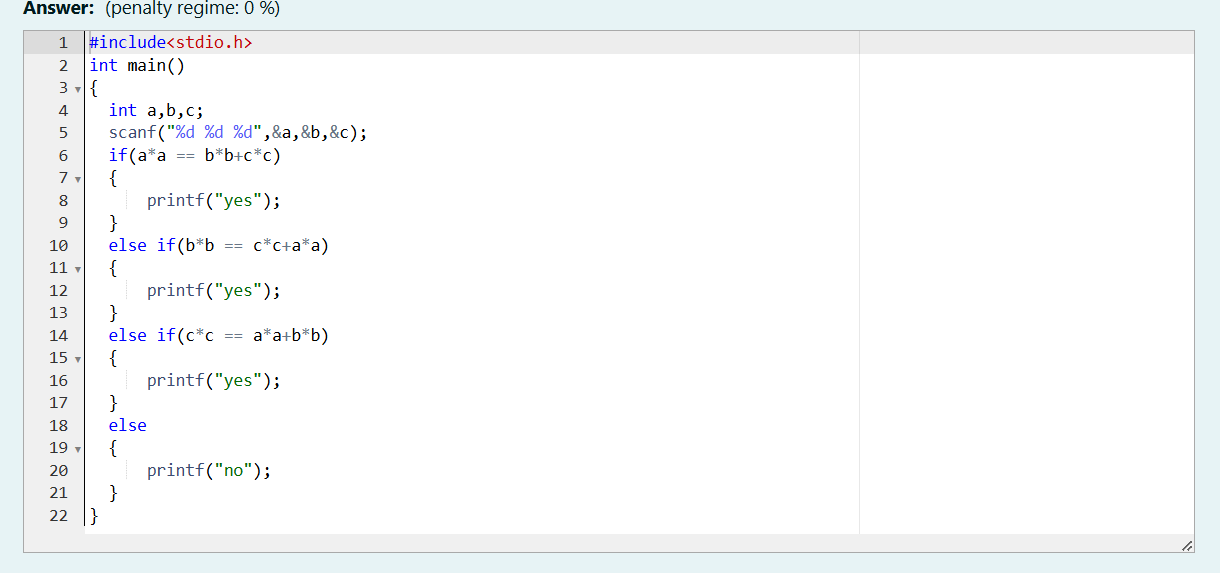 Answer: (penalty regime: 0 %)
1 #include<stdio.h>
2 int main()
3 {
4   int a,b,c;
5   scanf("%d %d %d",&a,&b,&c);
6   if(a*a == b*b+c*c)
7   {
8       printf("yes");
9   }
10   else if(b*b == c*c+a*a)
11   {
12       printf("yes");
13   }
14   else if(c*c == a*a+b*b)
15   {
16       printf("yes");
17   }
18   else
19   {
20       printf("no");
21   }
22 }